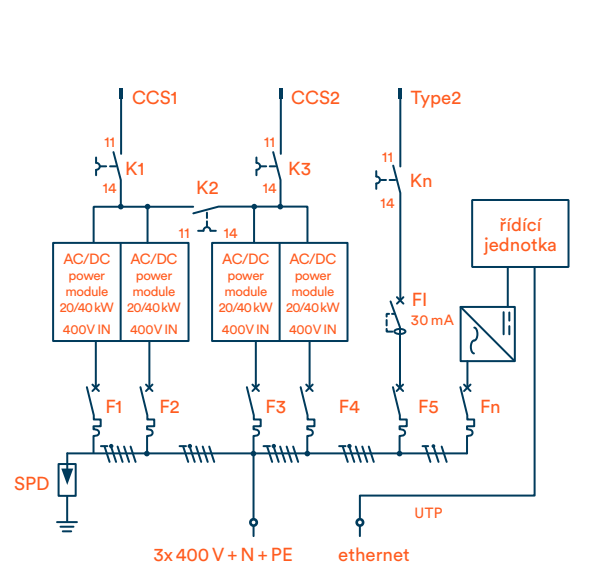 CCS1
CCS2
Type2
11
K1
14
11
K3
14
11
Kn
14
K2
11
14
řídící
jednotka
AC/DC
power
module
20/40 kW
400V IN
AC/DC
power
module
20/40 kW
400V IN
AC/DC
power
module
20/40 kW
400V IN
AC/DC
power
module
20/40 kW
400V IN
FI
30 mA
F1
F2
F3
F4
F5
Fn
SPD
UTP
3x 400 V + N + PE
ethernet